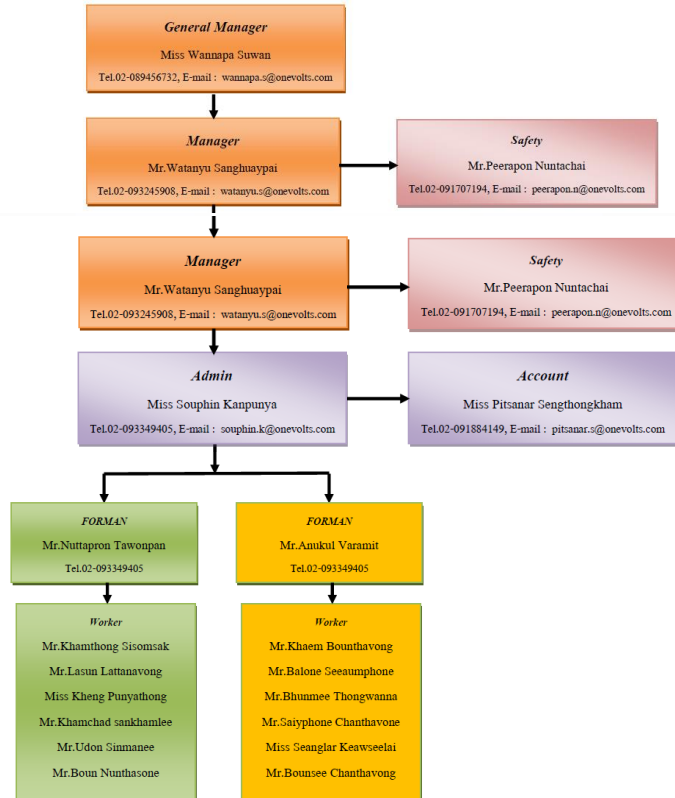 General Manager
Miss Wannapa Suwan
Tel.02-089456732, E-mail : wannapa.s@onevolts.com
Manager
Mr.Watanyu Sanghuaypai
Tel.02-093245908, E-mail : watanyu.s@onevolts.com
Safety
Mr.Peerapon Nuntachai
Tel.02-091707194, E-mail : peerapon.n@onevolts.com
Manager
Mr.Watanyu Sanghuaypai
Tel.02-093245908, E-mail : watanyu.s@onevolts.com
Safety
Mr.Peerapon Nuntachai
Tel.02-091707194, E-mail : peerapon.n@onevolts.com
Admin
Miss Souphin Kanpunya
Tel.02-093349405, E-mail : souphin.k@onevolts.com
Account
Miss Pitsanar Sengthongkham
Tel.02-091884149, E-mail : pitsanar.s@onevolts.com
FORMAN
Mr.Nuttapron Tawonpan
Tel.02-093349405
FORMAN
Mr.Anukul Varamit
Tel.02-093349405
Worker
Mr.Khamthong Sisomsak
Mr.Lasun Lattanavong
Miss Kheng Punyathong
Mr.Khamchad sankhamlee
Mr.Udon Sinmanee
Mr.Boun Nunthasone
Worker
Mr.Khaem Bounthavong
Mr.Balone Seeaumphone
Mr.Bhunmee Thongwanna
Mr.Saiyphone Chanthavone
Miss Seanglar Keawseelai
Mr.Bounsee Chanthavong